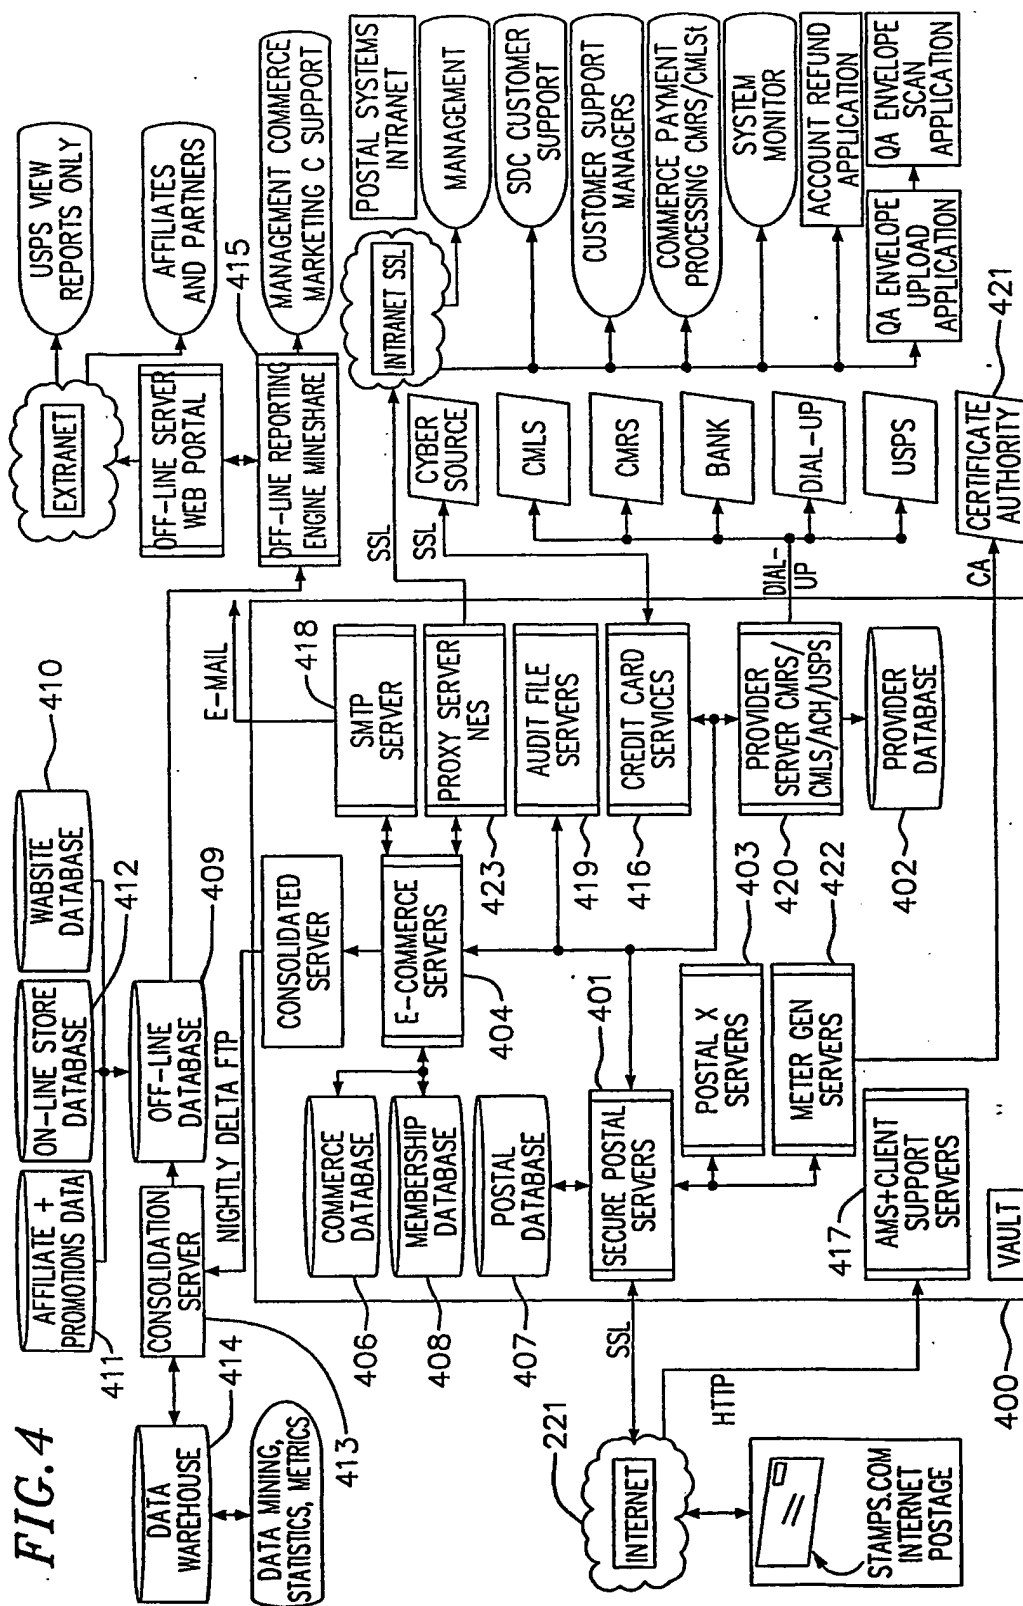 FIG.4
DATA
WAREHOUSE
414
DATA MINING,
STATISTICS, METRICS
413
AFFILIATE +
PROMOTIONS DATA
411
CONSOLIDATION
SERVER
ON-LINE STORE
DATABASE
412
WABSITE
DATABASE
410
OFF-LINE
DATABASE
409
NIGHTLY DELTA FTP
E-MAIL
EXTRANET
USPS VIEW
REPORTS ONLY
AFFILIATES
AND PARTNERS
OFF-LINE SERVER
WEB PORTAL
415
OFF-LINE REPORTING
ENGINE MINESHARE
MANAGEMENT COMMERCE
MARKETING C SUPPORT
CONSOLIDATED
SERVER
418
SMTP
SERVER
PROXY SERVER
NES
423
E-COMMERCE
SERVERS
404
COMMERCE
DATABASE
406
MEMBERSHIP
DATABASE
408
POSTAL
DATABASE
407
AUDIT FILE
SERVERS
419
CREDIT CARD
SERVICES
416
401
SECURE POSTAL
SERVERS
POSTAL X
SERVERS
403
METER GEN
SERVERS
422
PROVIDER
SERVER CMRS/
CMLS/ACH/USPS
420
PROVIDER
DATABASE
402
417
AMS+CLIENT
SUPPORT
SERVERS
VAULT
400
221
INTERNET
SSL
HTTP
STAMPS.COM
INTERNET
POSTAGE
SSL
SSL
DIAL-
UP
CA
INTRANET SSL
POSTAL SYSTEMS
INTRANET
MANAGEMENT
SDC CUSTOMER
SUPPORT
CUSTOMER SUPPORT
MANAGERS
COMMERCE PAYMENT
PROCESSING CMRS/CMLSt
SYSTEM
MONITOR
ACCOUNT REFUND
APPLICATION
QA ENVELOPE
UPLOAD
APPLICATION
QA ENVELOPE
SCAN
APPLICATION
CYBER
SOURCE
CMLS
CMRS
BANK
DIAL-UP
USPS
CERTIFICATE
AUTHORITY
421